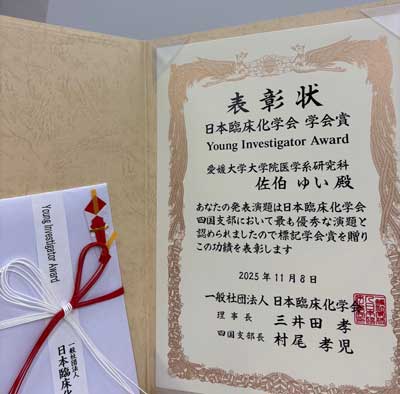 表彰状
日本臨床化学会 学会賞
Young Investigator Award
愛媛大学大学院医学系研究科
佐伯 ゆい 殿
あなたの発表演題は日本臨床化学会
四国支部において最も優秀な演題と
認められましたので標記学会賞を贈り
この功績を表彰します
2025年11月8日
一般社団法人 日本臨床化学会
理事長 三井田 孝
四国支部長 村尾 孝児
Young Investigator Award
一般社団法人
日本臨床化